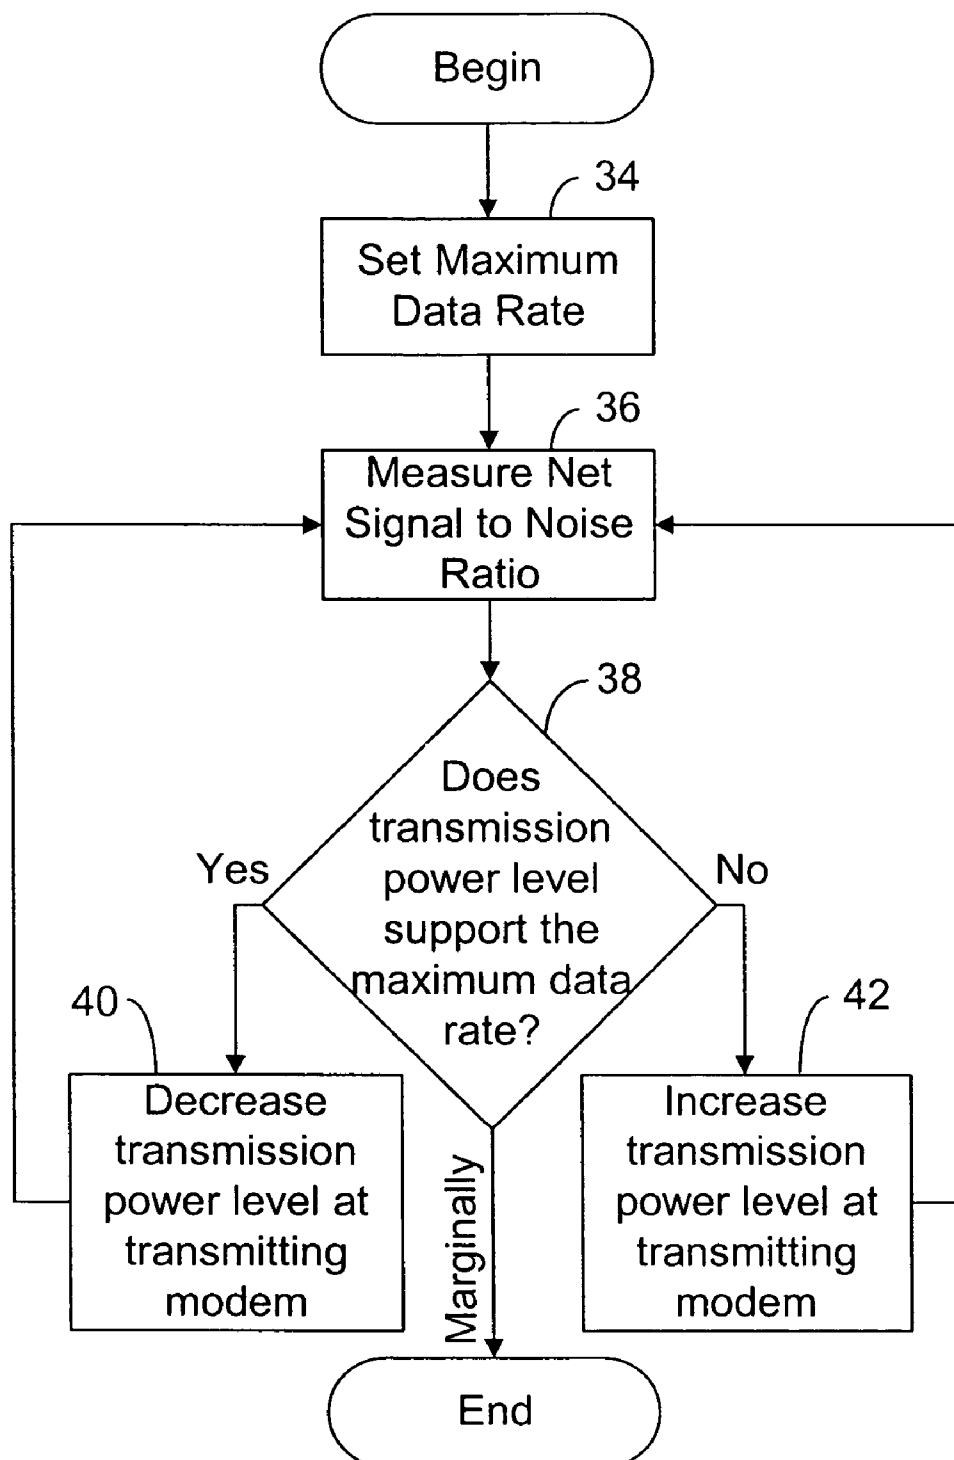 Begin
34
Set Maximum
Data Rate
36
Measure Net
Signal to Noise
Ratio
38
Does
transmission
power level
support the
maximum data
rate?
Yes
No
40
Decrease
transmission
power level at
transmitting
modem
Marginally
42
Increase
transmission
power level at
transmitting
modem
End